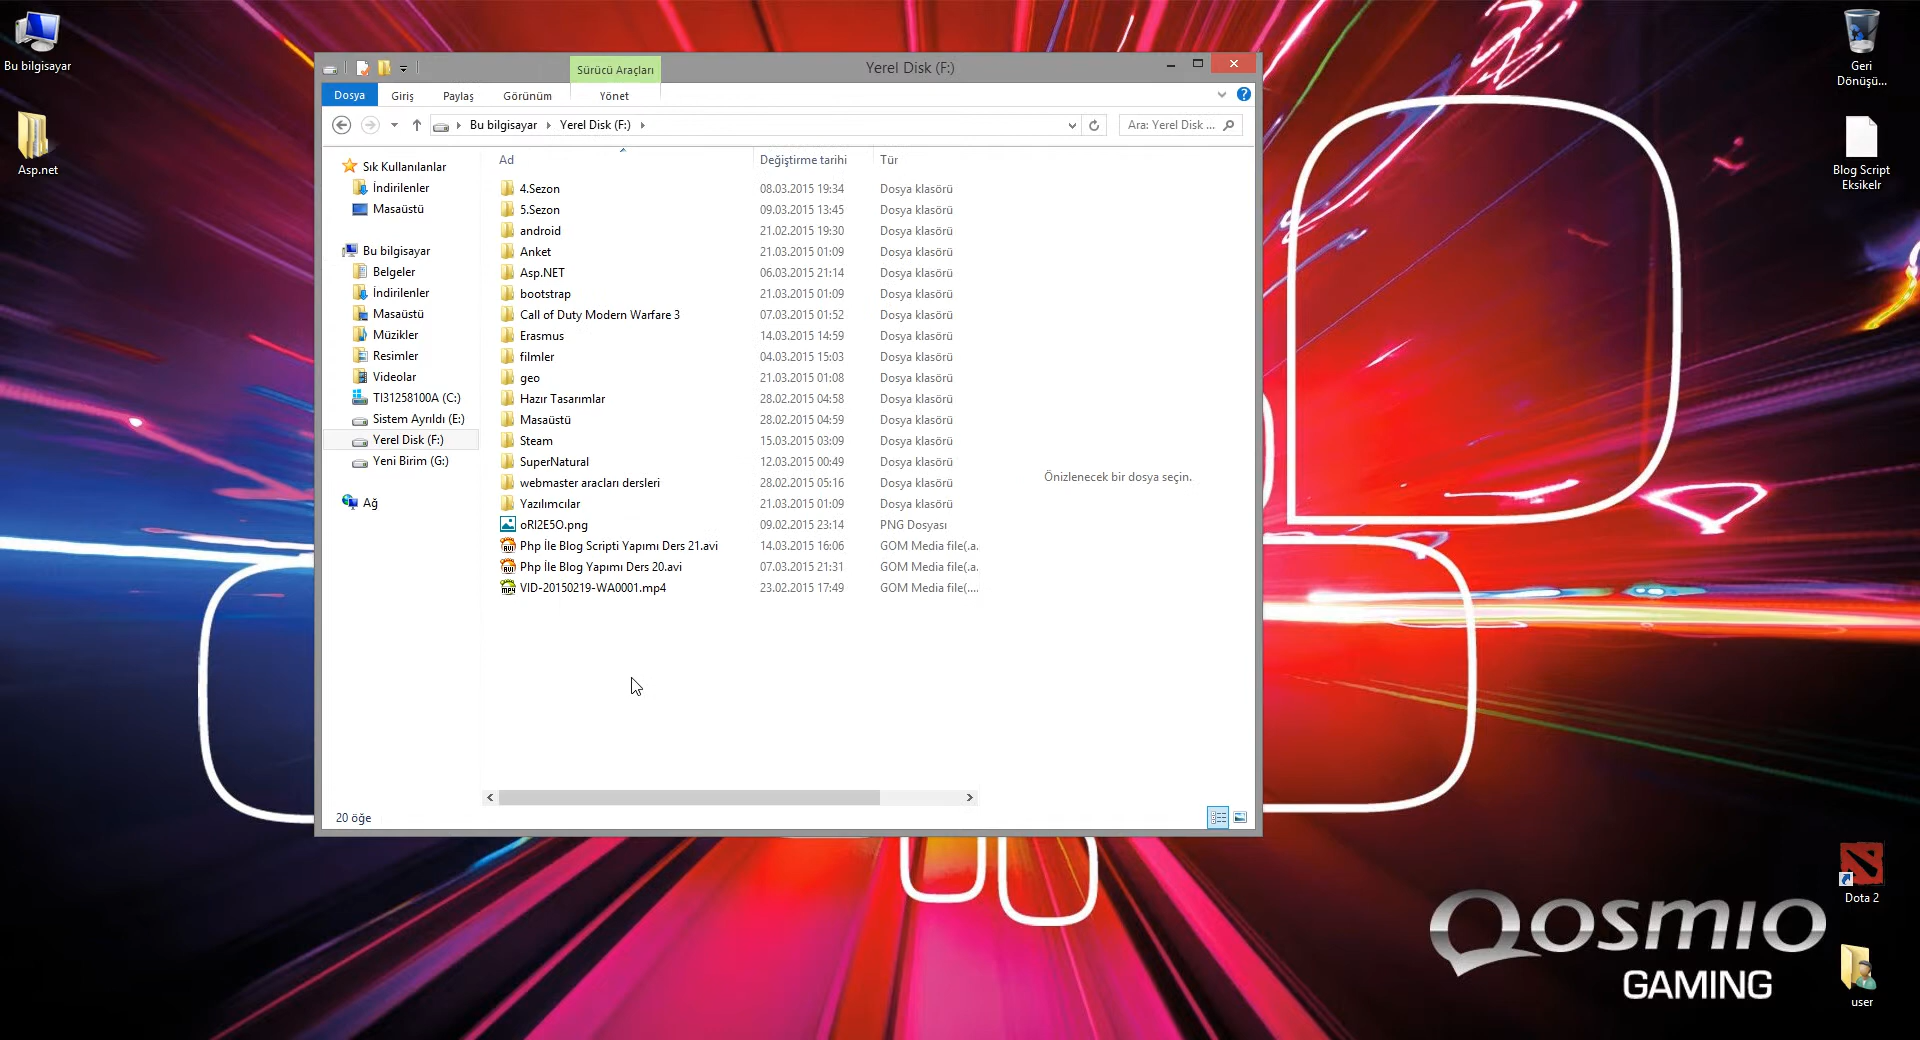 Bu bilgisayar
Asp.net
Geri
Dönüşü...
Blog Script
Eksikelr
Dota 2
user
Sürücü Araçları
Yerel Disk (F:)
Dosya
Giriş
Paylaş
Görünüm
Yönet
Bu bilgisayar
Yerel Disk (F:)
Ara: Yerel Disk ...
Sık Kullanılanlar
İndirilenler
Masaüstü
Bu bilgisayar
Belgeler
İndirilenler
Masaüstü
Müzikler
Resimler
Videolar
TI31258100A (C:)
Sistem Ayrıldı (E:)
Yerel Disk (F:)
Yeni Birim (G:)
Ağ
Ad Değiştirme tarihi Tür
4.Sezon 08.03.2015 19:34 Dosya klasörü
5.Sezon 09.03.2015 13:45 Dosya klasörü
android 21.02.2015 19:30 Dosya klasörü
Anket 21.03.2015 01:09 Dosya klasörü
Asp.NET 06.03.2015 21:14 Dosya klasörü
bootstrap 21.03.2015 01:09 Dosya klasörü
Call of Duty Modern Warfare 3 07.03.2015 01:52 Dosya klasörü
Erasmus 14.03.2015 14:59 Dosya klasörü
filmler 04.03.2015 15:03 Dosya klasörü
geo 21.03.2015 01:08 Dosya klasörü
Hazır Tasarımlar 28.02.2015 04:58 Dosya klasörü
Masaüstü 28.02.2015 04:59 Dosya klasörü
Steam 15.03.2015 03:09 Dosya klasörü
SuperNatural 12.03.2015 00:49 Dosya klasörü
webmaster aracları dersleri 28.02.2015 05:16 Dosya klasörü
Yazılımcılar 21.03.2015 01:09 Dosya klasörü
oRI2E5O.png 09.02.2015 23:14 PNG Dosyası
Php İle Blog Scripti Yapımı Ders 21.avi 14.03.2015 16:06 GOM Media file(.a.
Php İle Blog Yapımı Ders 20.avi 07.03.2015 21:31 GOM Media file(.a.
VID-20150219-WA0001.mp4 23.02.2015 17:49 GOM Media file(....
Önizlenecek bir dosya seçin.
20 öğe
QOSMIO
GAMING